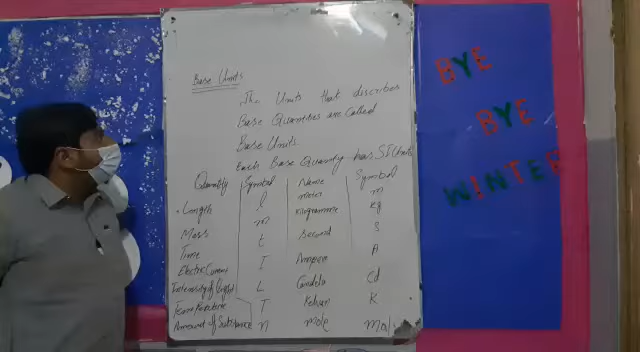 Base Units
The Units that describes
Base Quantities are Called
Base Units.
Each Base Quantity has SI Units
Quantity Symbol Name Symbol
Length l meter m
Mass m Kilogramme Kg
Time t Second S
Electric Current I Ampere A
Intensity of Light L Candela Cd
Temperature T Kelvin K
Amount of Substance n mole Mol
BYE
BYE
WINTER